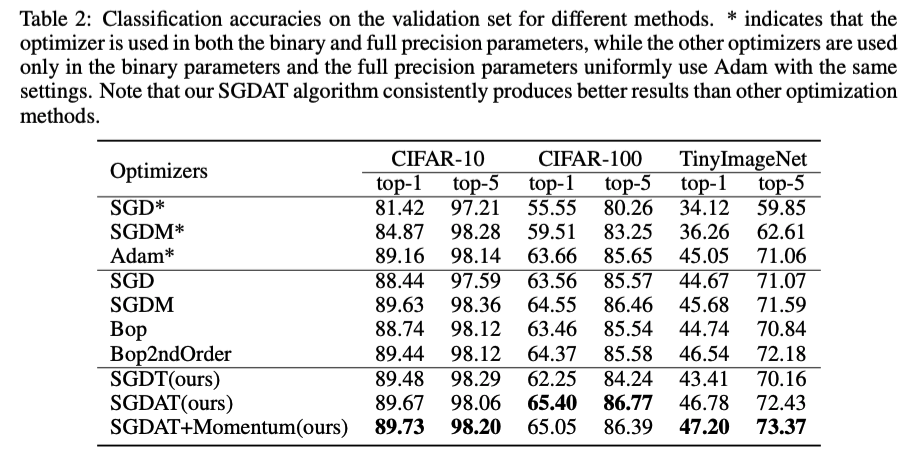 Table 2: Classification accuracies on the validation set for different methods. * indicates that the
optimizer is used in both the binary and full precision parameters, while the other optimizers are used
only in the binary parameters and the full precision parameters uniformly use Adam with the same
settings. Note that our SGDAT algorithm consistently produces better results than other optimization
methods.
Optimizers CIFAR-10 CIFAR-100 TinyImageNet
top-1 top-5 top-1 top-5 top-1 top-5
SGD* 81.42 97.21 55.55 80.26 34.12 59.85
SGDM* 84.87 98.28 59.51 83.25 36.26 62.61
Adam* 89.16 98.14 63.66 85.65 45.05 71.06
SGD 88.44 97.59 63.56 85.57 44.67 71.07
SGDM 89.63 98.36 64.55 86.46 45.68 71.59
Bop 88.74 98.12 63.46 85.54 44.74 70.84
Bop2ndOrder 89.44 98.12 64.37 85.58 46.54 72.18
SGDT(ours) 89.48 98.29 62.25 84.24 43.41 70.16
SGDAT(ours) 89.67 98.06 65.40 86.77 46.78 72.43
SGDAT+Momentum(ours) 89.73 98.20 65.05 86.39 47.20 73.37